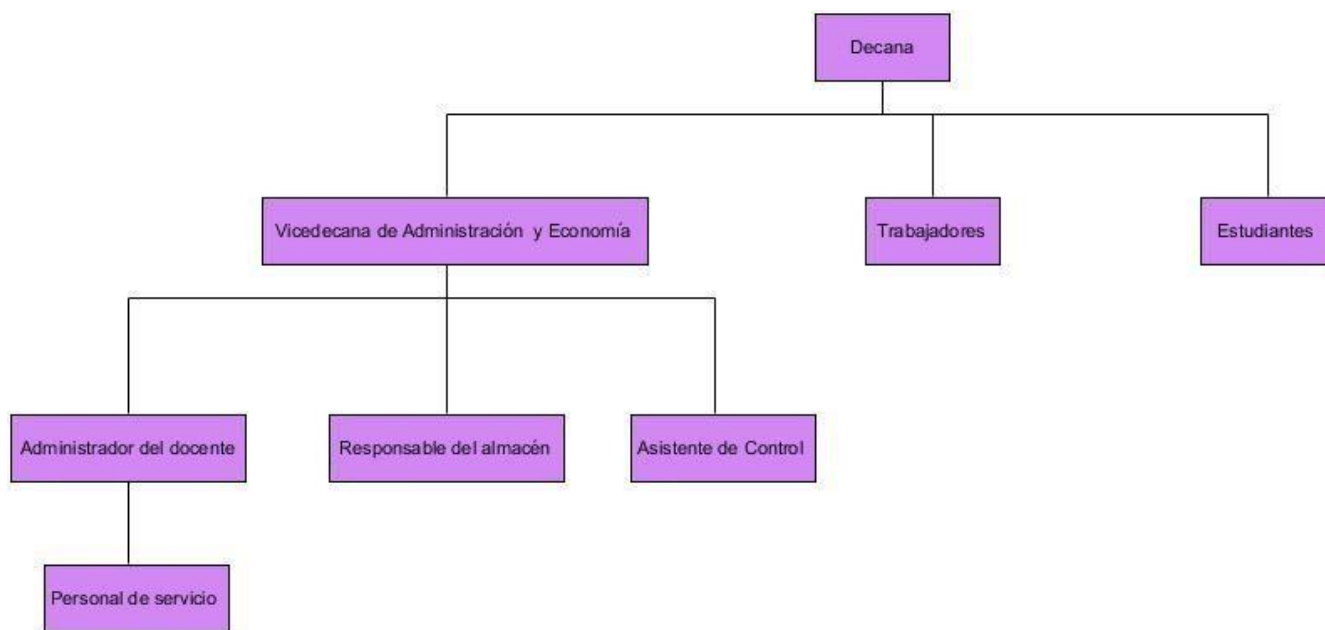 Decana
Vicedecana de Administración y Economía
Trabajadores
Estudiantes
Administrador del docente
Responsable del almacén
Asistente de Control
Personal de servicio